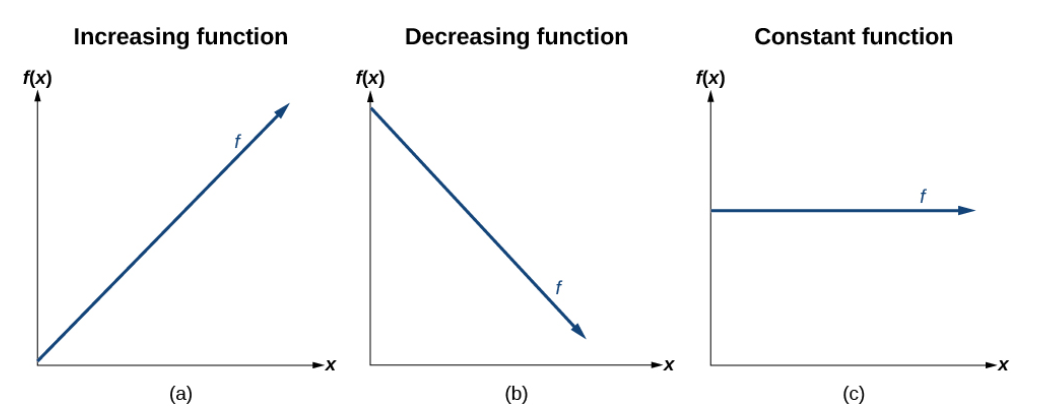 Increasing function
f(x)
f
x
(a)
Decreasing function
f(x)
f
x
(b)
Constant function
f(x)
f
x
(c)